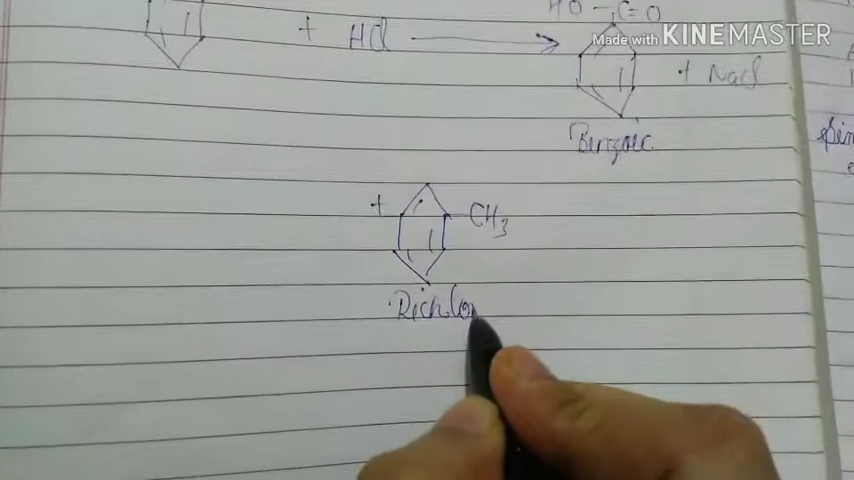 HO – C = O
Made with KINEMASTER
+ HCl
+ NaCl
Benzoic
+ CH3